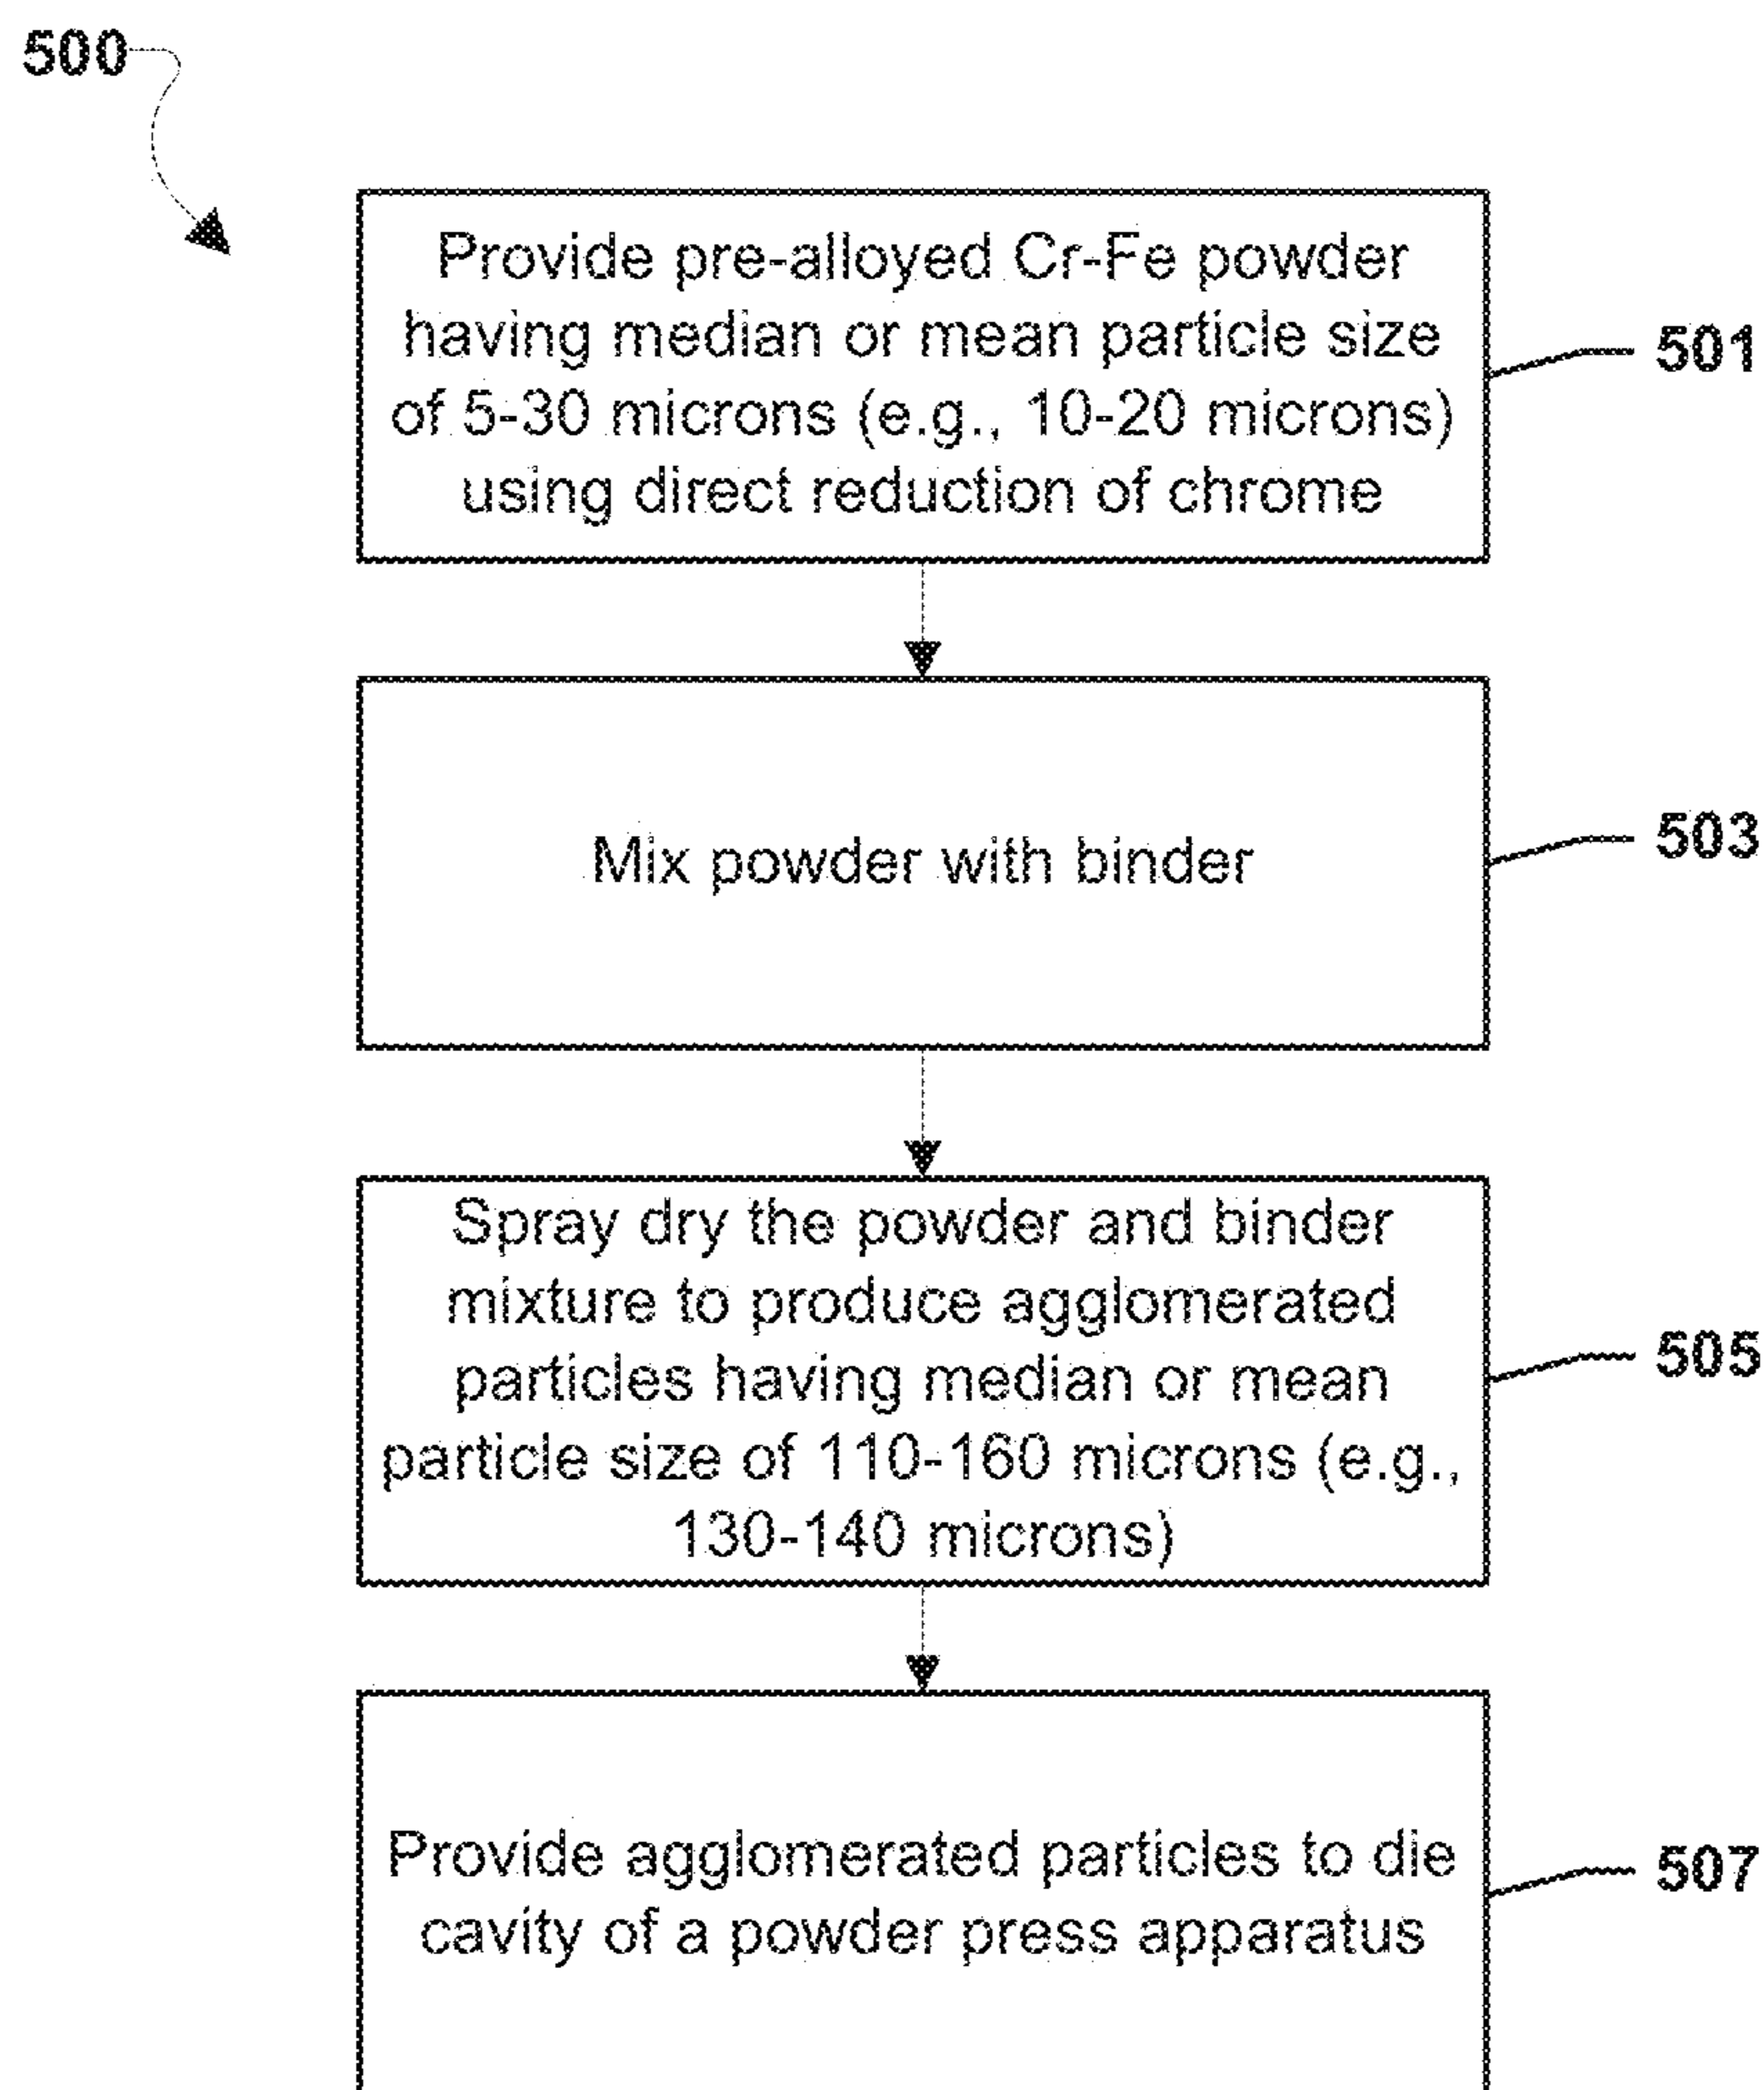 500
Provide pre-alloyed Cr-Fe powder
having median or mean particle size
of 5-30 microns (e.g., 10-20 microns)
using direct reduction of chrome
501
Mix powder with binder
503
Spray dry the powder and binder
mixture to produce agglomerated
particles having median or mean
particle size of 110-160 microns (e.g.,
130-140 microns)
505
Provide agglomerated particles to die
cavity of a powder press apparatus
507